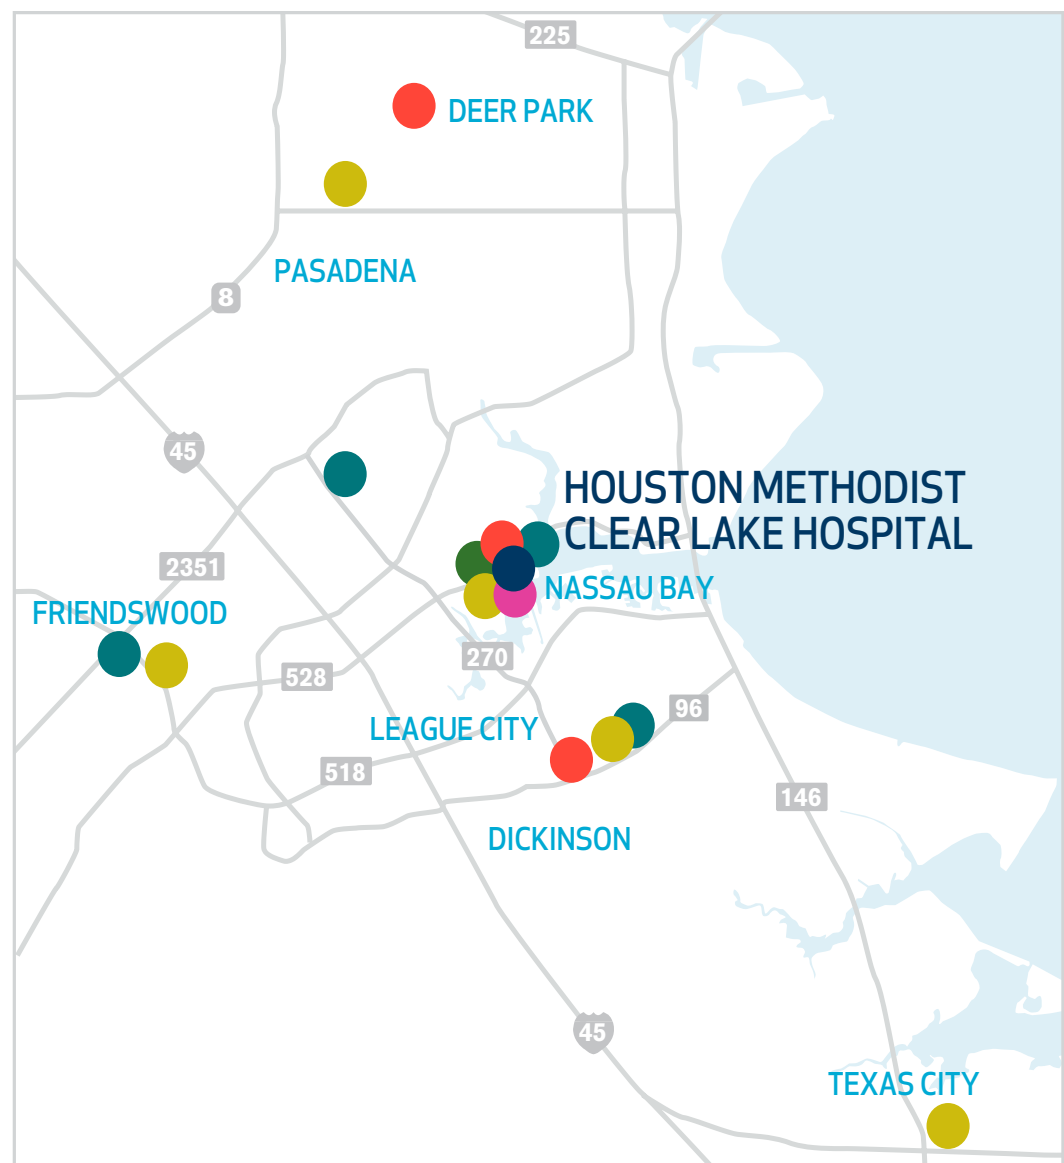 225
DEER PARK
PASADENA
8
45
HOUSTON METHODIST
CLEAR LAKE HOSPITAL
2351
NASSAU BAY
FRIENDSWOOD
270
528
96
LEAGUE CITY
518
146
DICKINSON
45
TEXAS CITY